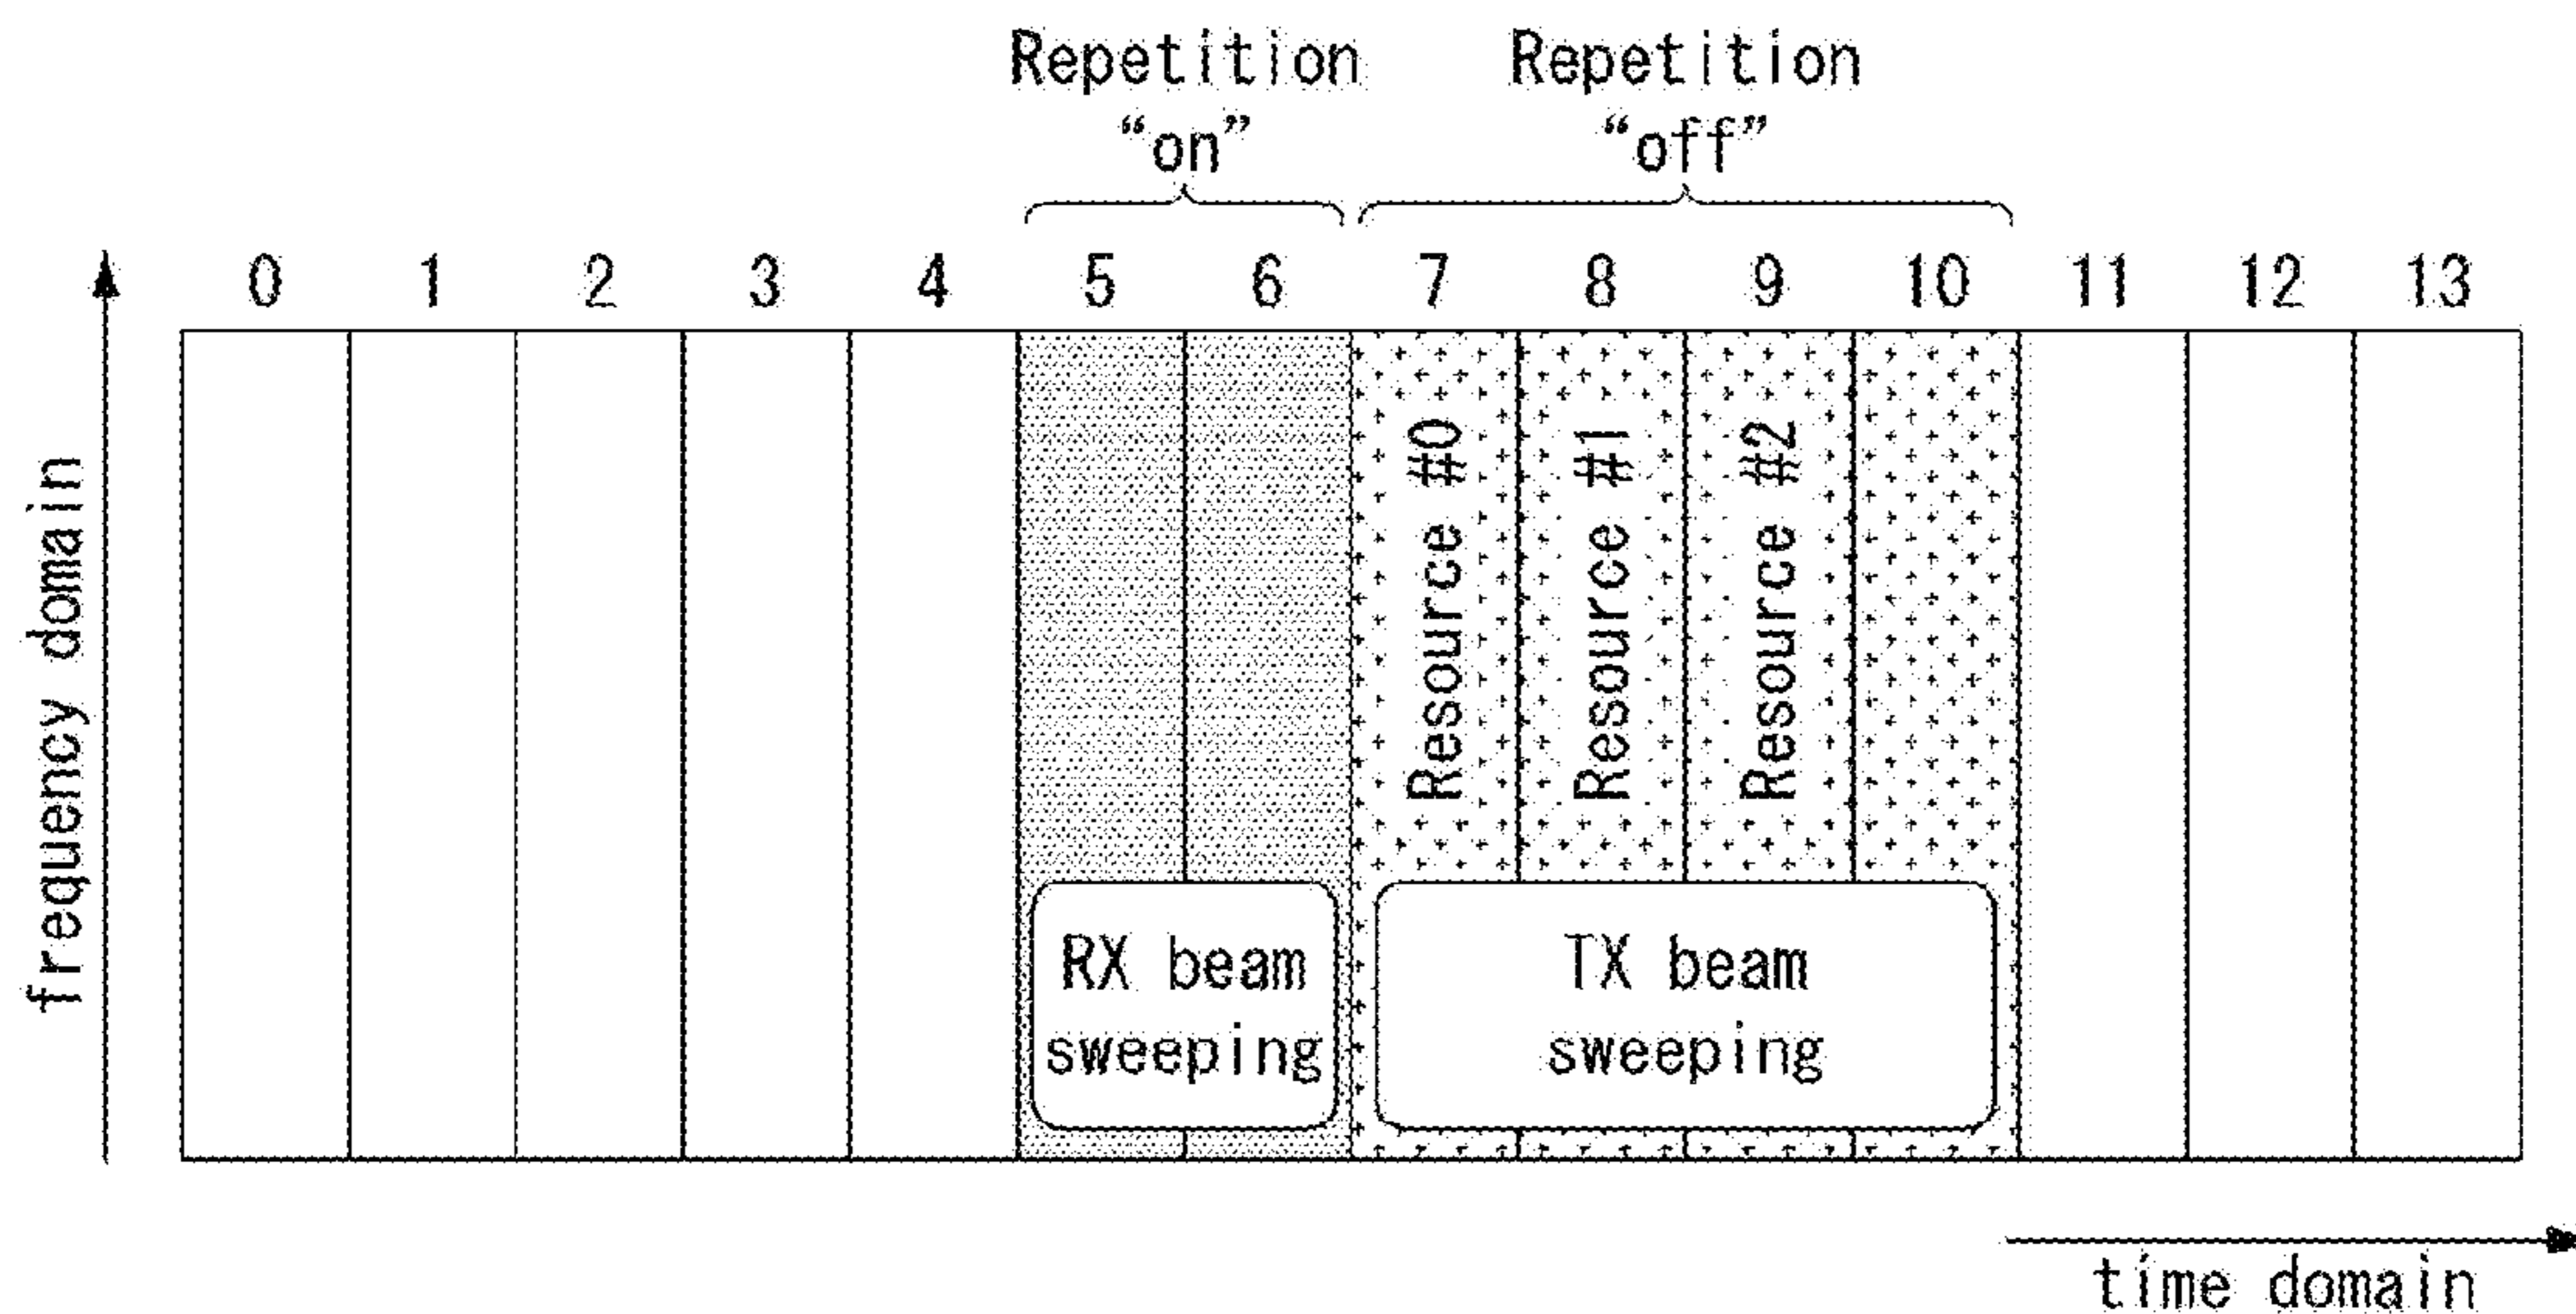 Repetition
“on”
Repetition
“off”
0 1 2 3 4 5 6 7 8 9 10 11 12 13
frequency domain
Resource #0
Resource #1
Resource #2
RX beam
sweeping
TX beam
sweeping
time domain